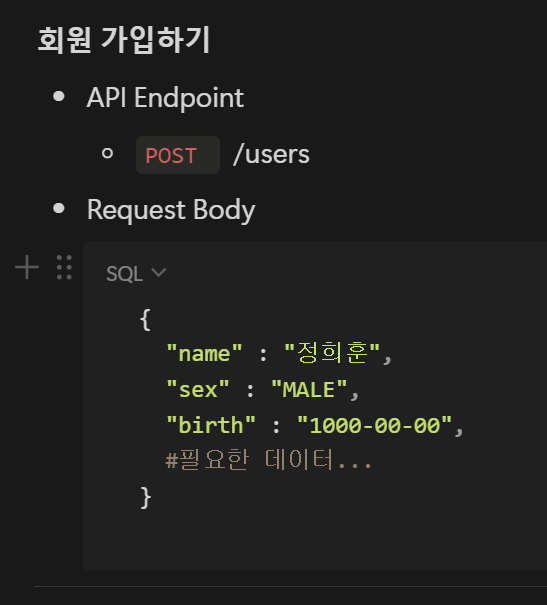 회원 가입하기
API Endpoint
POST /users
Request Body
SQL
{
"name" : "정희훈",
"sex" : "MALE",
"birth" : "1000-00-00",
#필요한 데이터...
}